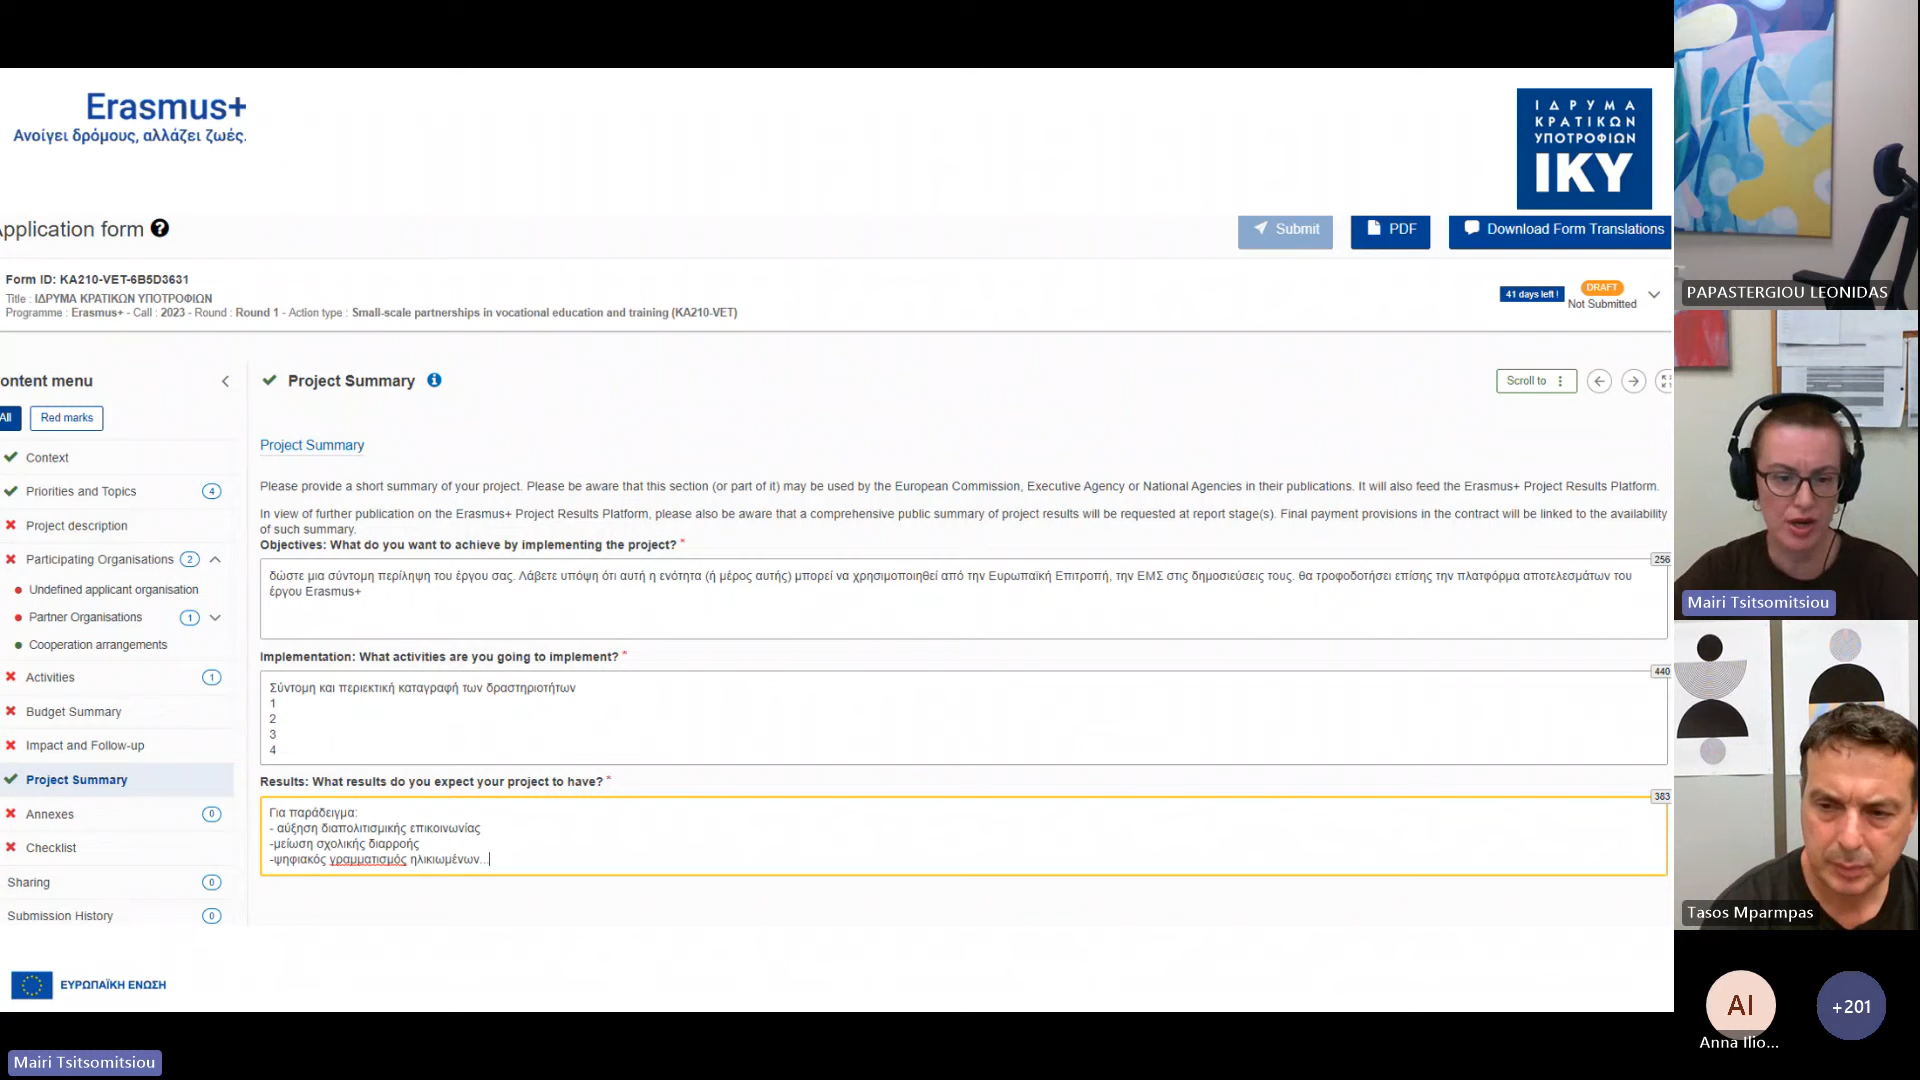 Erasmus+
Ανοίγει δρόμους, αλλάζει ζωές.
ΙΔΡΥΜΑ
ΚΡΑΤΙΚΩΝ
ΥΠΟΤΡΟΦΙΩΝ
IKY
pplication form
Submit
PDF
Download Form Translations
Form ID: KA210-VET-6B5D3631
Title : ΙΔΡΥΜΑ ΚΡΑΤΙΚΩΝ ΥΠΟΤΡΟΦΙΩΝ
Programme : Erasmus+ - Call : 2023 - Round : Round 1 - Action type : Small-scale partnerships in vocational education and training (KA210-VET)
41 days left !
DRAFT
Not Submitted
ontent menu
All
Red marks
Context
Priorities and Topics 4
Project description
Participating Organisations 2
Undefined applicant organisation
Partner Organisations 1
Cooperation arrangements
Activities 1
Budget Summary
Impact and Follow-up
Project Summary
Annexes 0
Checklist
Sharing 0
Submission History 0
Project Summary
Scroll to
Project Summary
Please provide a short summary of your project. Please be aware that this section (or part of it) may be used by the European Commission, Executive Agency or National Agencies in their publications. It will also feed the Erasmus+ Project Results Platform.
In view of further publication on the Erasmus+ Project Results Platform, please also be aware that a comprehensive public summary of project results will be requested at report stage(s). Final payment provisions in the contract will be linked to the availability
of such summary.
Objectives: What do you want to achieve by implementing the project? *
256
δώστε μια σύντομη περίληψη του έργου σας. Λάβετε υπόψη ότι αυτή η ενότητα (ή μέρος αυτής) μπορεί να χρησιμοποιηθεί από την Ευρωπαϊκή Επιτροπή, την ΕΜΣ στις δημοσιεύσεις τους. θα τροφοδοτήσει επίσης την πλατφόρμα αποτελεσμάτων του
έργου Erasmus+
Implementation: What activities are you going to implement? *
440
Σύντομη και περιεκτική καταγραφή των δραστηριοτήτων
1
2
3
4
Results: What results do you expect your project to have? *
383
Για παράδειγμα:
- αύξηση διαπολιτισμικής επικοινωνίας
-μείωση σχολικής διαρροής
-ψηφιακός γραμματισμός ηλικιωμένων...
ΕΥΡΩΠΑΪΚΗ ΕΝΩΣΗ
Mairi Tsitsomitsiou
PAPASTERGIOU LEONIDAS
Mairi Tsitsomitsiou
Tasos Mparmpas
AI
Anna Ilio...
+201